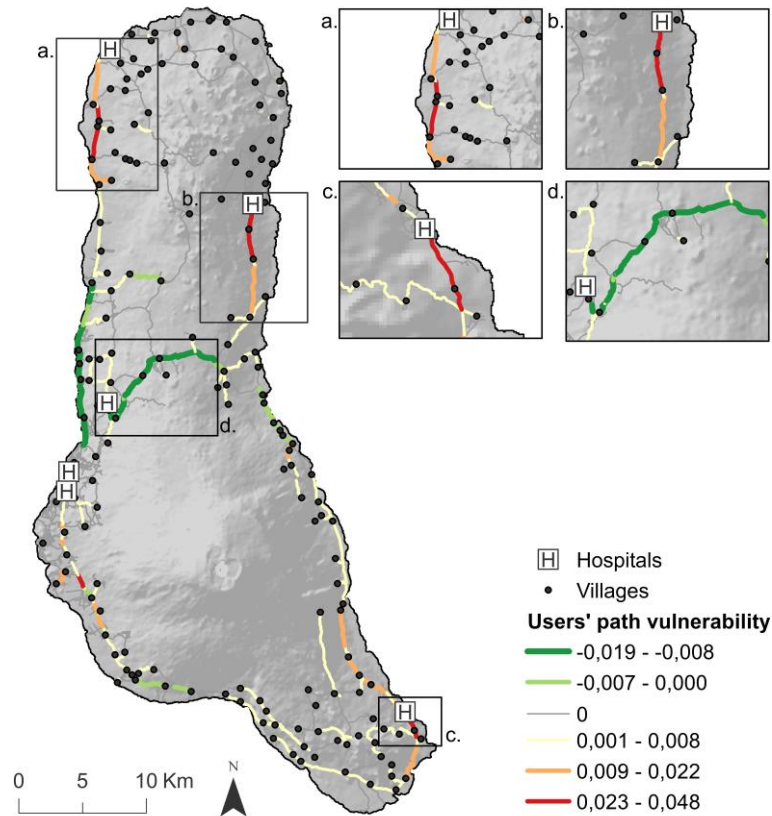 a.
H
b.
H
H
d.
H
H
H
c.
a.
H
b.
H
c.
H
d.
H
H Hospitals
Villages
Users' path vulnerability
-0,019 - -0,008
-0,007 - 0,000
0
0,001 - 0,008
0,009 - 0,022
0,023 - 0,048
N
0 5 10 Km